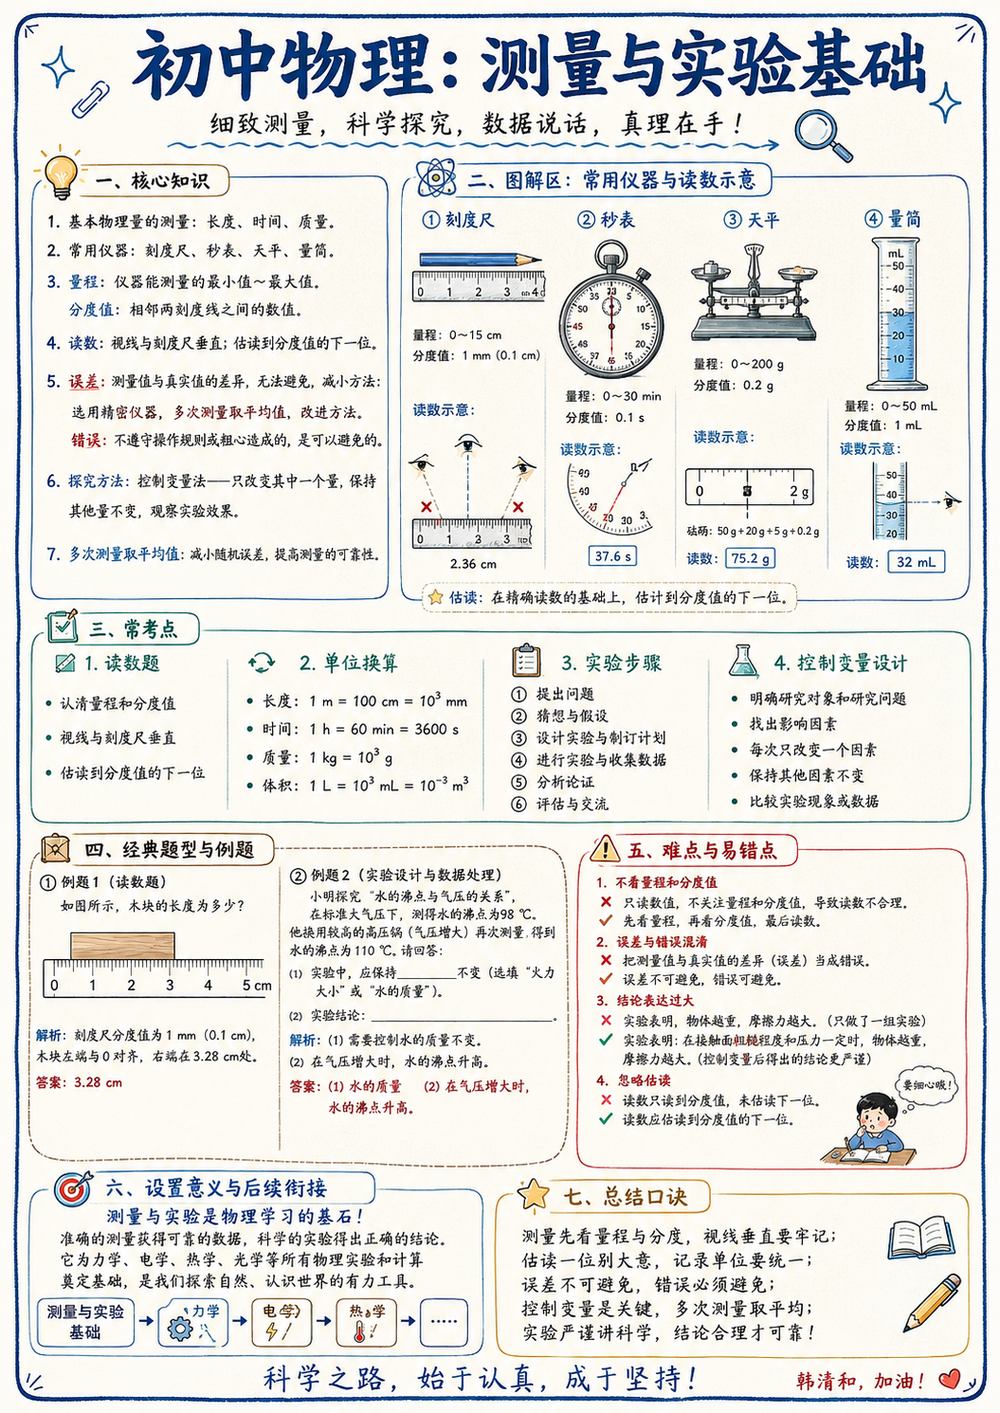 初中物理：测量与实验基础
细致测量，科学探究，数据说话，真理在手！
一、核心知识
1. 基本物理量的测量：长度、时间、质量。
2. 常用仪器：刻度尺、秒表、天平、量筒。
3. 量程：仪器能测量的最小值～最大值。
分度值：相邻两刻度线之间的数值。
4. 读数：视线与刻度尺垂直；估读到分度值的下一位。
5. 误差：测量值与真实值的差异，无法避免，减小方法：
选用精密仪器，多次测量取平均值，改进方法。
错误：不遵守操作规则或粗心造成的，是可以避免的。
6. 探究方法：控制变量法——只改变其中一个量，保持
其他量不变，观察实验效果。
7. 多次测量取平均值：减小随机误差，提高测量的可靠性。
二、图解区：常用仪器与读数示意
① 刻度尺
0 1 2 3 4
量程：0～15 cm
分度值：1 mm (0.1 cm)
读数示意：
0 1 2 3
2.36 cm
② 秒表
量程：0～30 min
分度值：0.1 s
读数示意：
37.6 s
③ 天平
量程：0～200 g
分度值：0.2 g
读数示意：
0 2 g
砝码：50 g+20 g+5 g+0.2 g
读数：75.2 g
④ 量筒
mL
50
40
30
20
10
量程：0～50 mL
分度值：1 mL
读数示意：
50
40
30
20
读数：32 mL
估读：在精确读数的基础上，估计到分度值的下一位。
三、常考点
1. 读数题
• 认清量程和分度值
• 视线与刻度尺垂直
• 估读到分度值的下一位
2. 单位换算
• 长度：1 m = 100 cm = 10³ mm
• 时间：1 h = 60 min = 3600 s
• 质量：1 kg = 10³ g
• 体积：1 L = 10³ mL = 10⁻³ m³
3. 实验步骤
① 提出问题
② 猜想与假设
③ 设计实验与制订计划
④ 进行实验与收集数据
⑤ 分析论证
⑥ 评估与交流
4. 控制变量设计
• 明确研究对象和研究问题
• 找出影响因素
• 每次只改变一个因素
• 保持其他因素不变
• 比较实验现象或数据
四、经典题型与例题
① 例题1（读数题）
如图所示，木块的长度为多少？
0 1 2 3 4 5 cm
解析：刻度尺分度值为 1 mm（0.1 cm），
木块左端与 0 对齐，右端在 3.28 cm处。
答案：3.28 cm
② 例题2（实验设计与数据处理）
小明探究“水的沸点与气压的关系”，
在标准大气压下，测得水的沸点为98 ℃。
他换用较高的高压锅（气压增大）再次测量，得到
水的沸点为 110 ℃。请回答：
(1) 实验中，应保持________不变（选填“火力
大小”或“水的质量”）。
(2) 实验结论：________________________。
解析：(1) 需要控制水的质量不变。
(2) 在气压增大时，水的沸点升高。
答案：(1) 水的质量 (2) 在气压增大时，
水的沸点升高。
五、难点与易错点
1. 不看量程和分度值
✗ 只读数值，不关注量程和分度值，导致读数不合理。
✓ 先看量程，再看分度值，最后读数。
2. 误差与错误混淆
✗ 把测量值与真实值的差异（误差）当成错误。
✓ 误差不可避免，错误可避免。
3. 结论表达过大
✗ 实验表明，物体越重，摩擦力越大。（只做了一组实验）
✓ 实验表明：在接触面粗糙程度和压力一定时，物体越重，
摩擦力越大。（控制变量后得出的结论更严谨）
4. 忽略估读
✗ 读数只读到分度值，未估读下一位。
✓ 读数应估读到分度值的下一位。
要细心哦！
六、设置意义与后续衔接
测量与实验是物理学习的基石！
准确的测量获得可靠的数据，科学的实验得出正确的结论。
它为力学、电学、热学、光学等所有物理实验和计算
奠定基础，是我们探索自然、认识世界的有力工具。
测量与实验
基础
力学
电学
热学
……
七、总结口诀
测量先看量程与分度，视线垂直要牢记；
估读一位别大意，记录单位要统一；
误差不可避免，错误必须避免；
控制变量是关键，多次测量取平均；
实验严谨讲科学，结论合理才可靠！
科学之路，始于认真，成于坚持！
韩清和，加油！